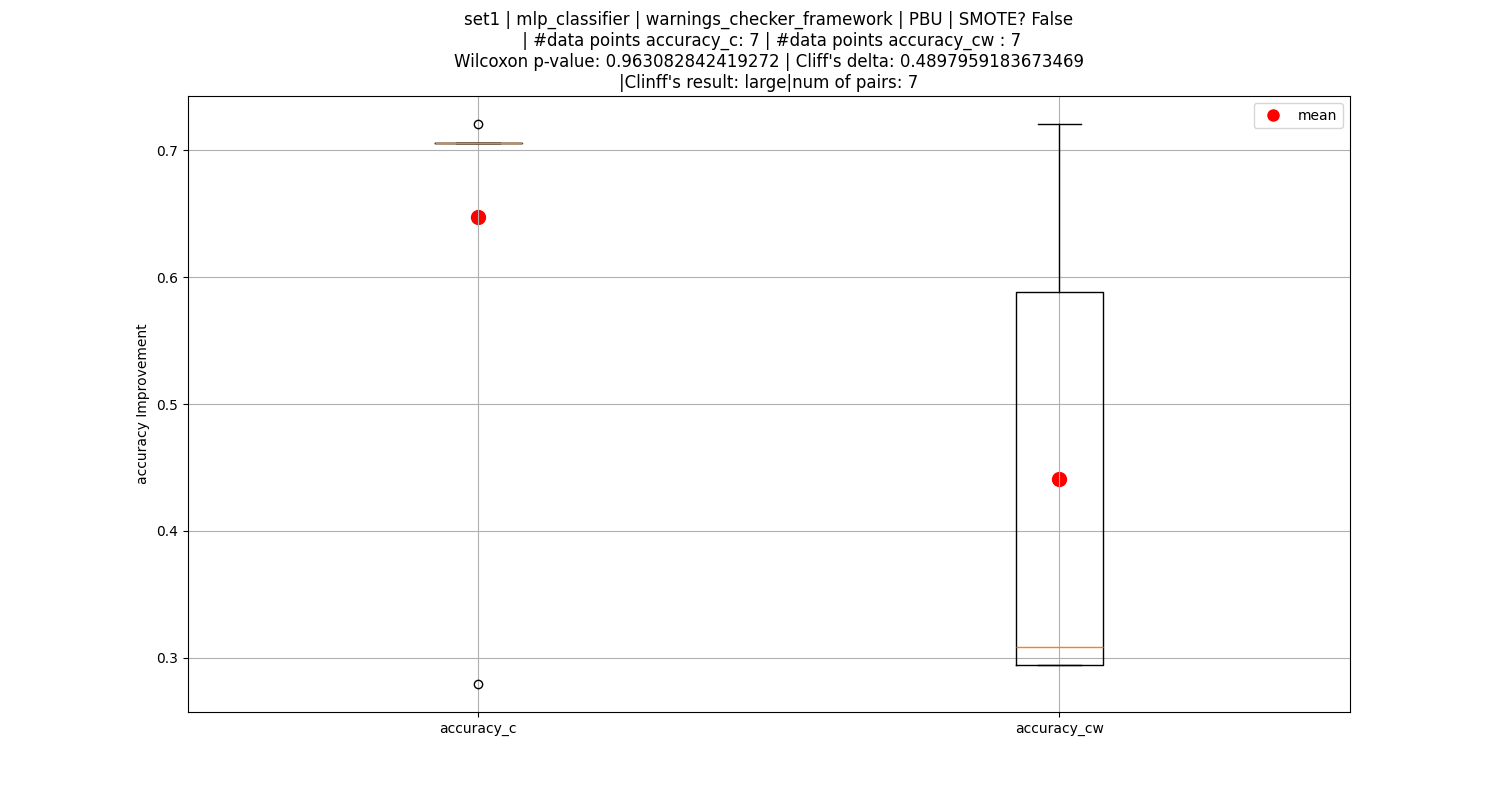 set1 | mlp_classifier | warnings_checker_framework | PBU | SMOTE? False
| #data points accuracy_c: 7 | #data points accuracy_cw : 7
Wilcoxon p-value: 0.963082842419272 | Cliff's delta: 0.4897959183673469
|Clinff's result: large|num of pairs: 7
mean
0.7
0.6
0.5
0.4
0.3
accuracy Improvement
accuracy_c
accuracy_cw